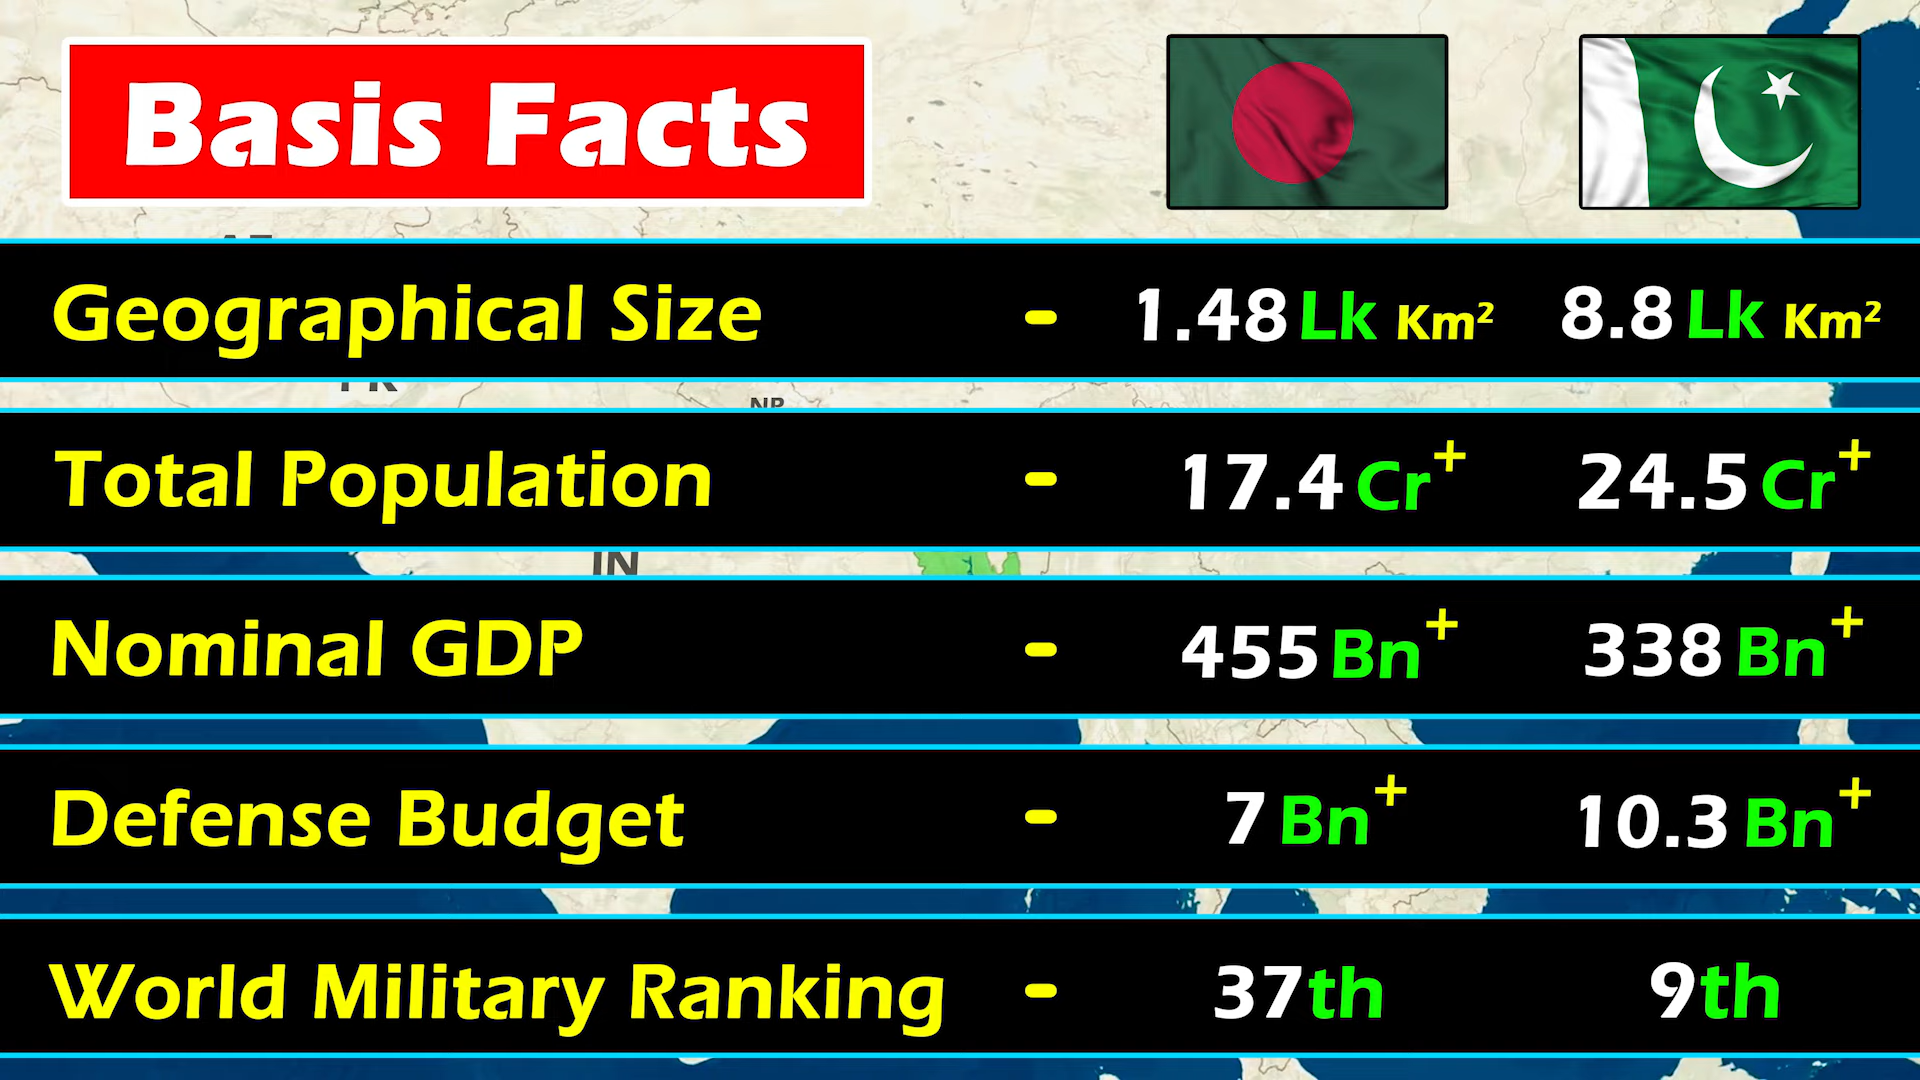 Basis Facts
Geographical Size - 1.48 Lk Km² 8.8 Lk Km²
NP
Total Population - 17.4 Cr+ 24.5 Cr+
IN
Nominal GDP - 455 Bn+ 338 Bn+
Defense Budget - 7 Bn+ 10.3 Bn+
World Military Ranking - 37th 9th